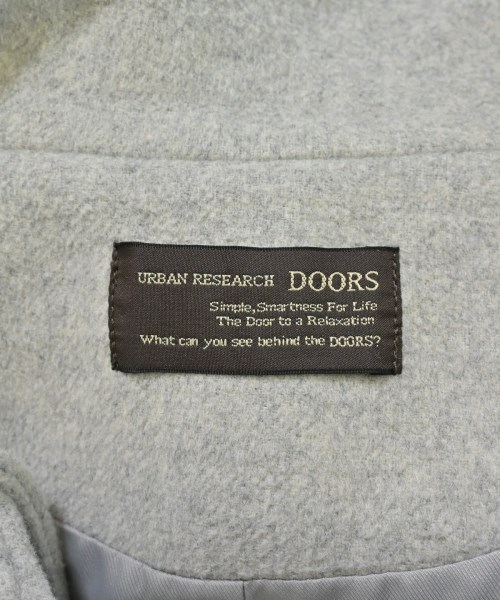 URBAN RESEARCH DOORS
Simple, Smartness For Life
The Door to a Relaxation
What can you see behind the DOORS?